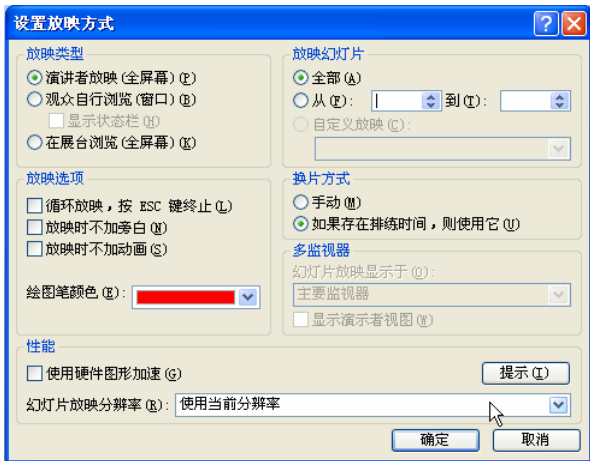 设置放映方式
放映类型
演讲者放映(全屏幕)(P)
观众自行浏览(窗口)(B)
显示状态栏(H)
在展台浏览(全屏幕)(K)
放映幻灯片
全部(A)
从(F): 到(T):
自定义放映(C):
放映选项
循环放映，按 ESC 键终止(L)
放映时不加旁白(N)
放映时不加动画(S)
绘图笔颜色(E):
换片方式
手动(M)
如果存在排练时间，则使用它(U)
多监视器
幻灯片放映显示于(O):
主要监视器
显示演示者视图(W)
性能
使用硬件图形加速(G)
提示(I)
幻灯片放映分辨率(R): 使用当前分辨率
确定 取消